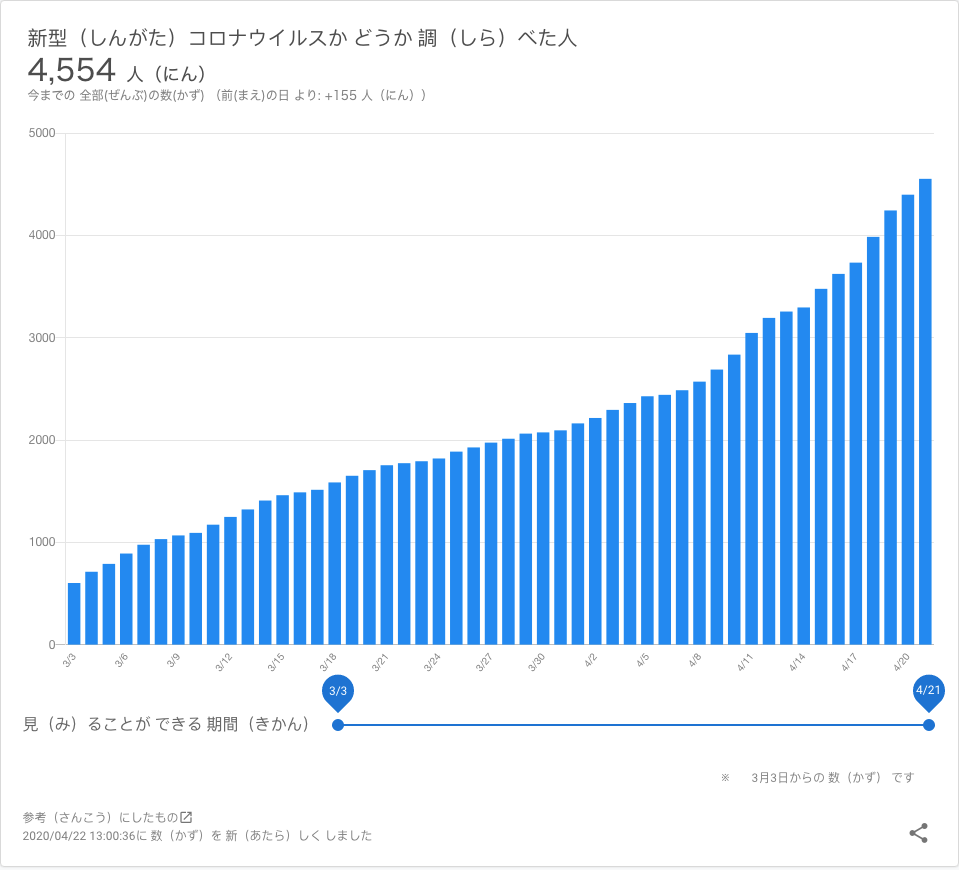 新型（しんがた）コロナウイルスか どうか 調（しら）べた人
4,554 人（にん）
今までの 全部(ぜんぶ)の数(かず) （前(まえ)の日 より: +155 人（にん））
5000
4000
3000
2000
1000
0
3/3 3/6 3/9 3/12 3/15 3/18 3/21 3/24 3/27 3/30 4/2 4/5 4/8 4/11 4/14 4/17 4/20
3/3 4/21
見（み）ることが できる 期間（きかん）
※ 3月3日からの 数（かず） です
参考（さんこう）にしたもの
2020/04/22 13:00:36に 数（かず）を 新（あたら）しく しました